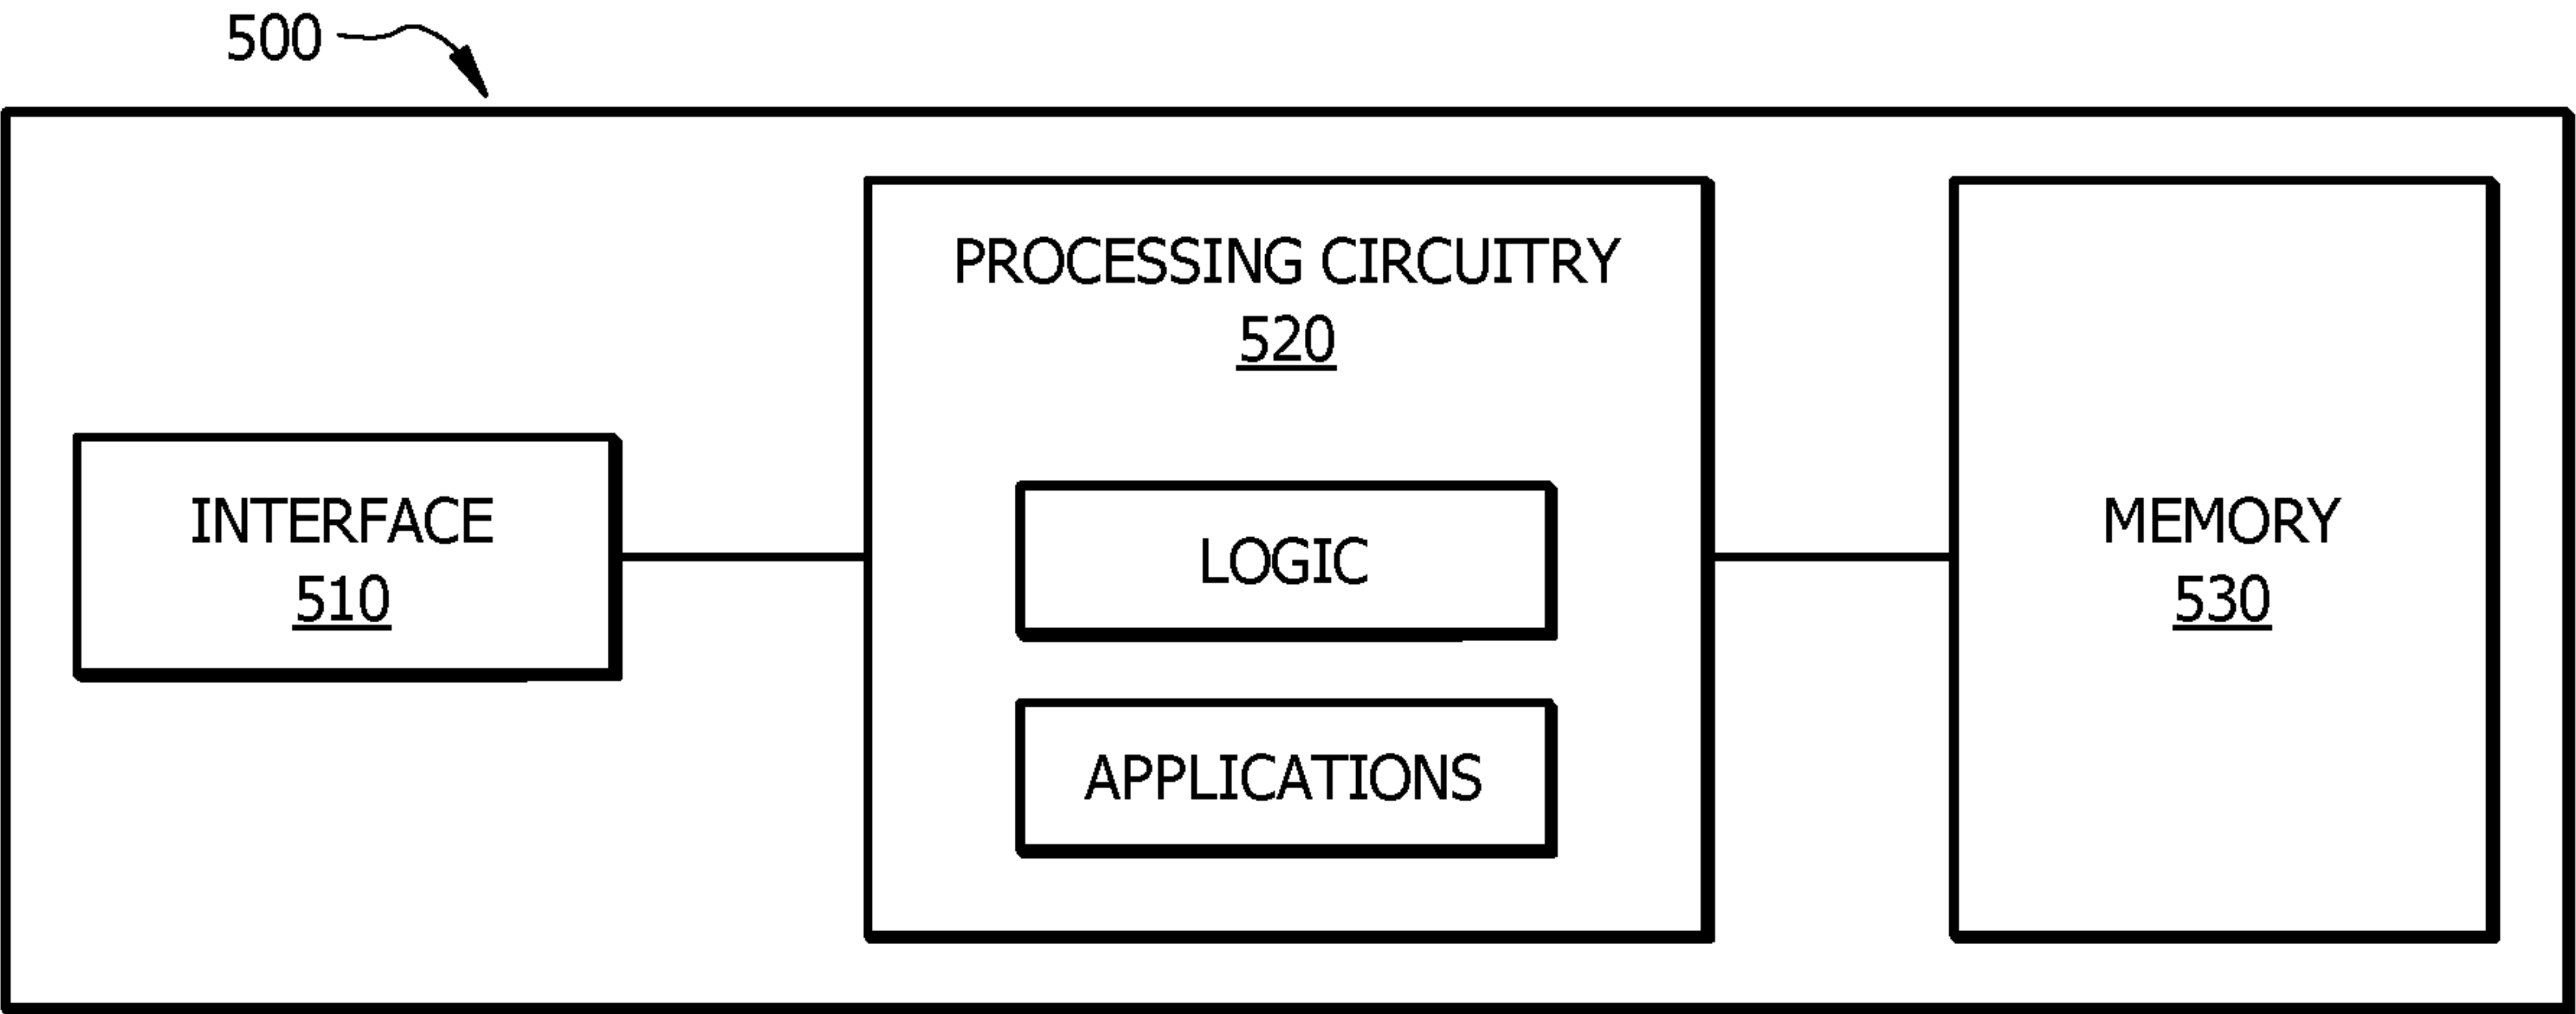 500
PROCESSING CIRCUITRY
520
INTERFACE
510
LOGIC
APPLICATIONS
MEMORY
530